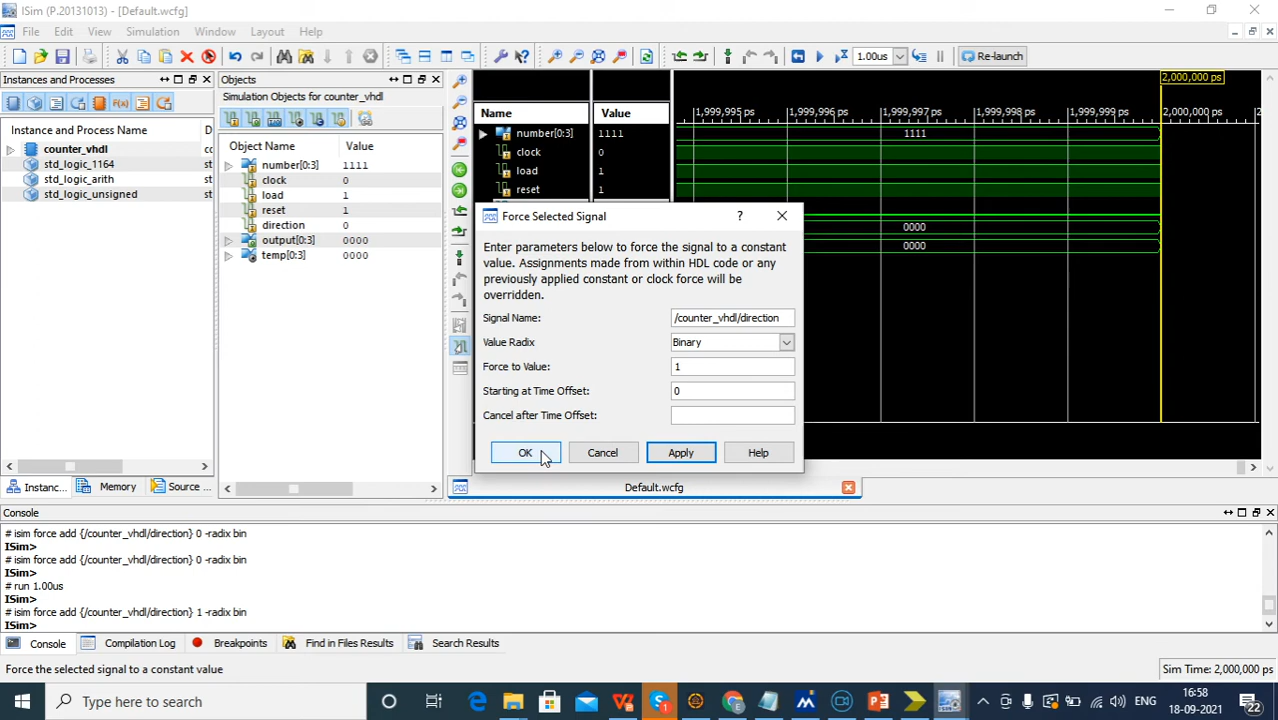 ISim (P.20131013) - [Default.wcfg]
File Edit View Simulation Window Layout Help
1.00us
Re-launch
Instances and Processes
Instance and Process Name D
counter_vhdl cc
std_logic_1164 st
std_logic_arith st
std_logic_unsigned st
Objects
Simulation Objects for counter_vhdl
Object Name Value
number[0:3] 1111
clock 0
load 1
reset 1
direction 0
output[0:3] 0000
temp[0:3] 0000
Name Value
number[0:3] 1111
clock 0
load 1
reset 1
2,000,000 ps
1,999,995 ps 1,999,996 ps 1,999,997 ps 1,999,998 ps 1,999,999 ps 2,000,000 ps 2
1111
0000
0000
Force Selected Signal
Enter parameters below to force the signal to a constant
value. Assignments made from within HDL code or any
previously applied constant or clock force will be
overridden.
Signal Name: /counter_vhdl/direction
Value Radix Binary
Force to Value: 1
Starting at Time Offset: 0
Cancel after Time Offset:
OK Cancel Apply Help
Instanc... Memory Source ...
Default.wcfg
Console
# isim force add {/counter_vhdl/direction} 0 -radix bin
ISim>
# isim force add {/counter_vhdl/direction} 0 -radix bin
ISim>
# run 1.00us
ISim>
# isim force add {/counter_vhdl/direction} 1 -radix bin
ISim>
Console Compilation Log Breakpoints Find in Files Results Search Results
Force the selected signal to a constant value
Sim Time: 2,000,000 ps
Type here to search
1
ENG
16:58
18-09-2021
22